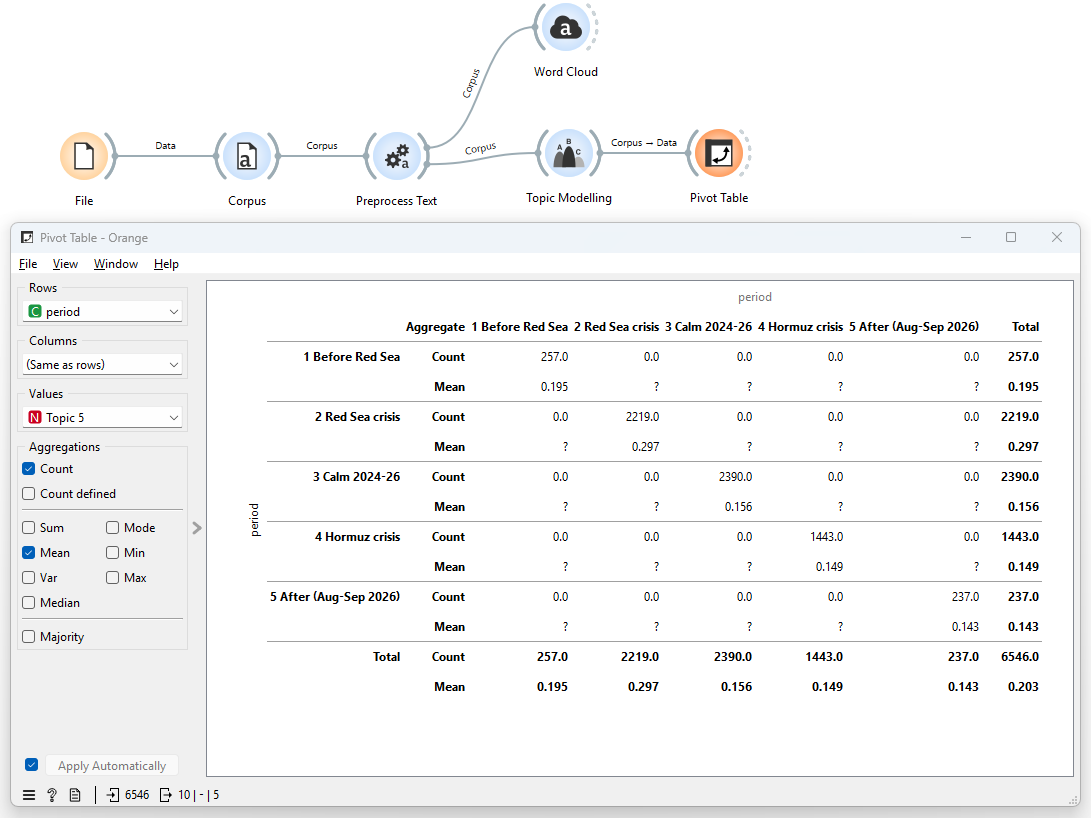 Word Cloud
Corpus
Data
Corpus
Corpus
Corpus → Data
File
Corpus
Preprocess Text
Topic Modelling
Pivot Table
Pivot Table - Orange
File View Window Help
Rows
C period
Columns
(Same as rows)
Values
N Topic 5
Aggregations
Count
Count defined
Sum Mode
Mean Min
Var Max
Median
Majority
Apply Automatically
period
Aggregate 1 Before Red Sea 2 Red Sea crisis 3 Calm 2024-26 4 Hormuz crisis 5 After (Aug-Sep 2026) Total
1 Before Red Sea Count 257.0 0.0 0.0 0.0 0.0 257.0
Mean 0.195 ? ? ? ? 0.195
2 Red Sea crisis Count 0.0 2219.0 0.0 0.0 0.0 2219.0
Mean ? 0.297 ? ? ? 0.297
3 Calm 2024-26 Count 0.0 0.0 2390.0 0.0 0.0 2390.0
Mean ? ? 0.156 ? ? 0.156
period
4 Hormuz crisis Count 0.0 0.0 0.0 1443.0 0.0 1443.0
Mean ? ? ? 0.149 ? 0.149
5 After (Aug-Sep 2026) Count 0.0 0.0 0.0 0.0 237.0 237.0
Mean ? ? ? ? 0.143 0.143
Total Count 257.0 2219.0 2390.0 1443.0 237.0 6546.0
Mean 0.195 0.297 0.156 0.149 0.143 0.203
? | 6546 10 | - | 5